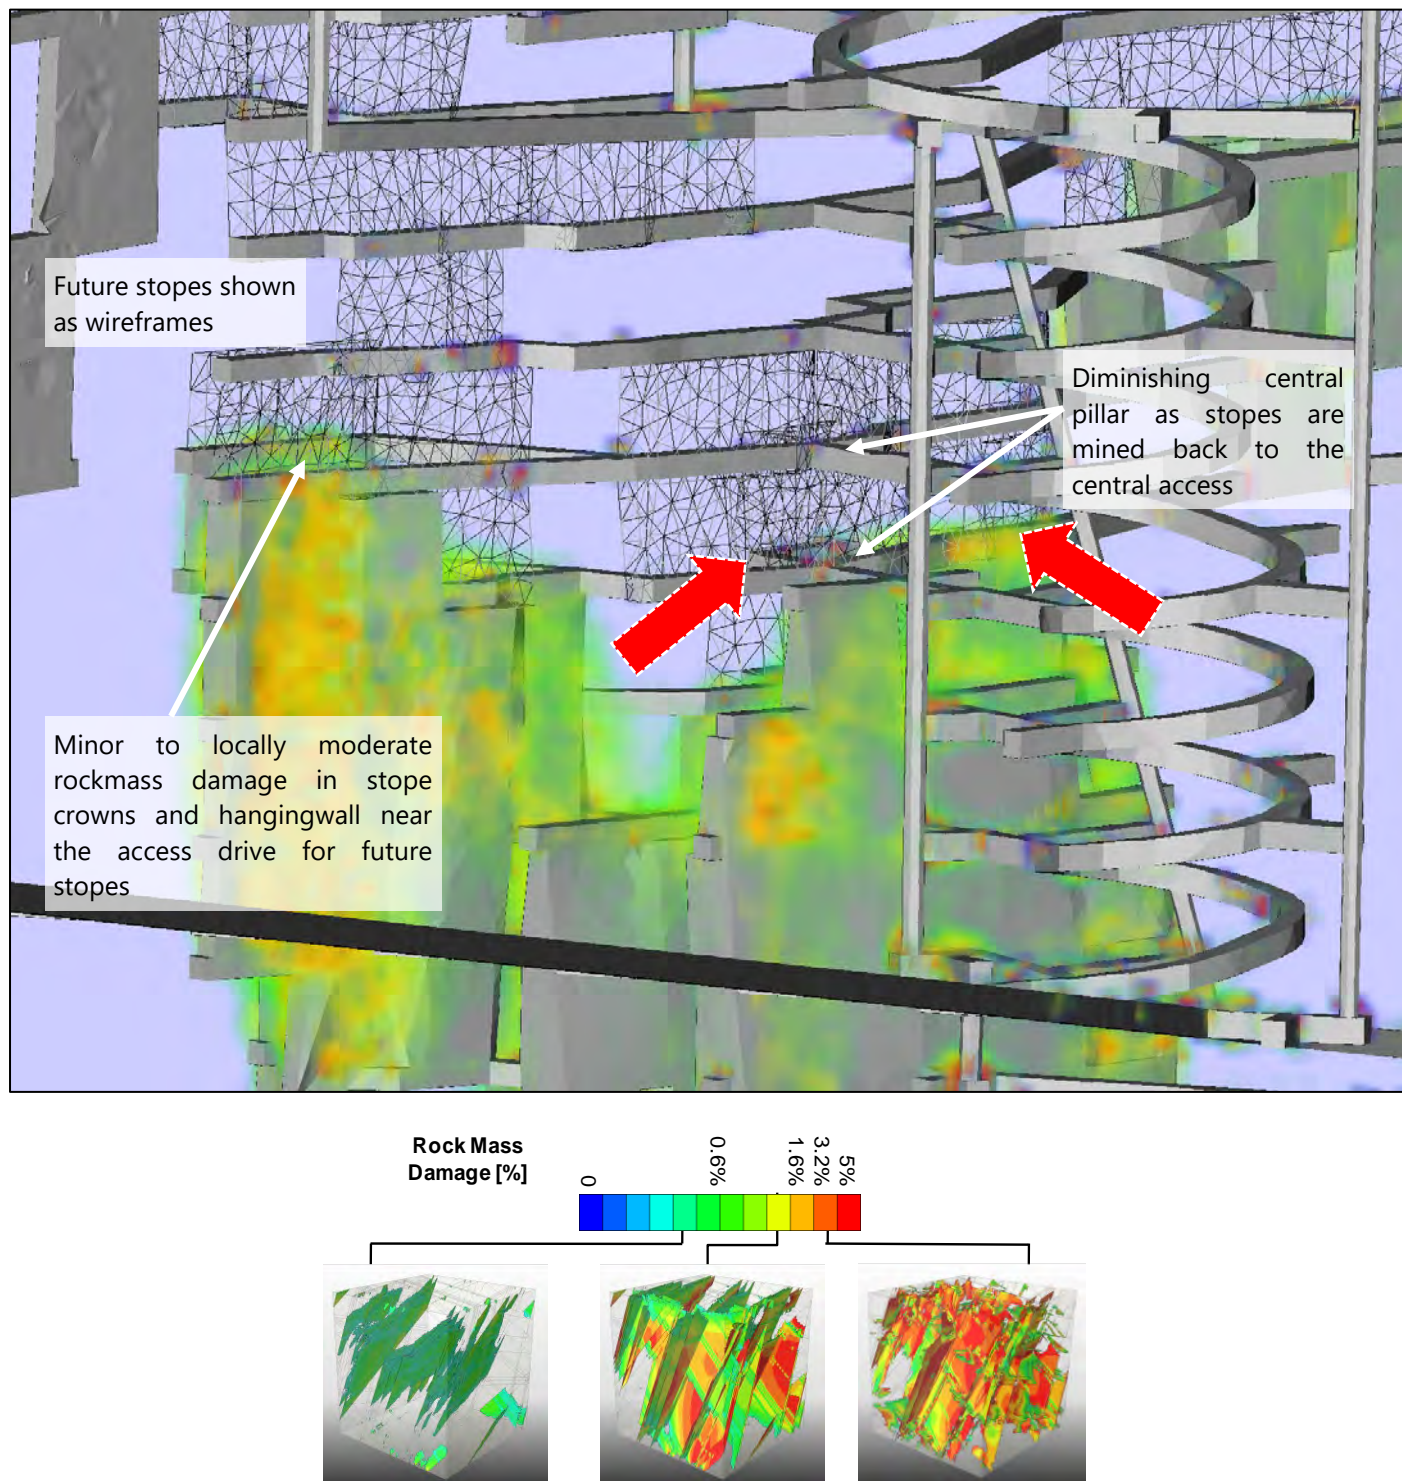 Future stopes shown
as wireframes
Diminishing central
pillar as stopes are
mined back to the
central access
Minor to locally moderate
rockmass damage in stope
crowns and hangingwall near
the access drive for future
stopes
Rock Mass
Damage [%]
0
0.6%
1.6%
3.2%
5%